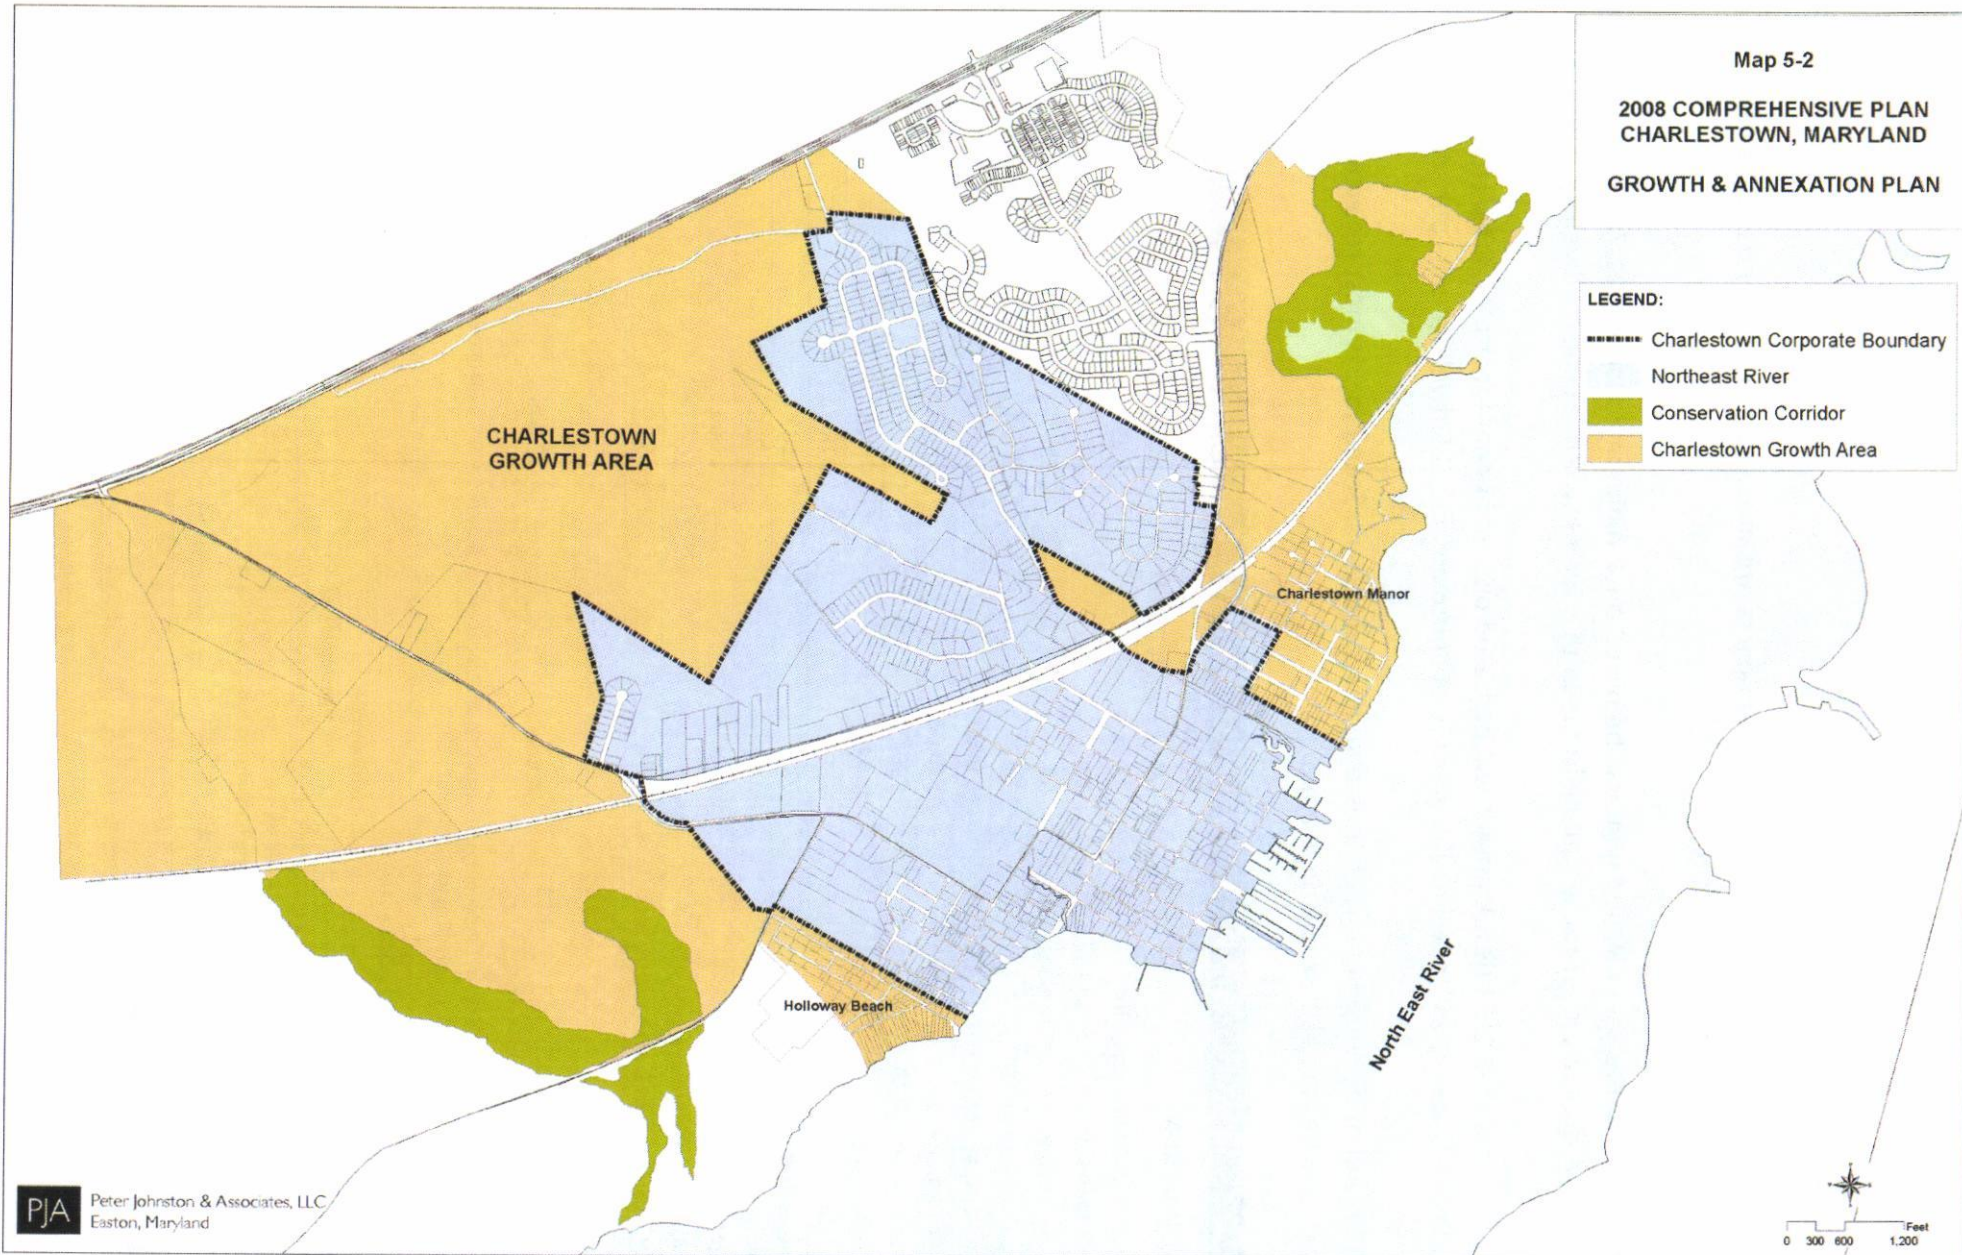 Map 5-2
2008 COMPREHENSIVE PLAN
CHARLESTOWN, MARYLAND
GROWTH & ANNEXATION PLAN
LEGEND:
Charlestown Corporate Boundary
Northeast River
Conservation Corridor
Charlestown Growth Area
CHARLESTOWN
GROWTH AREA
Charlestown Manor
Holloway Beach
North East River
PJA
Peter Johnston & Associates, LLC
Easton, Maryland
Feet
0 300 600 1,200